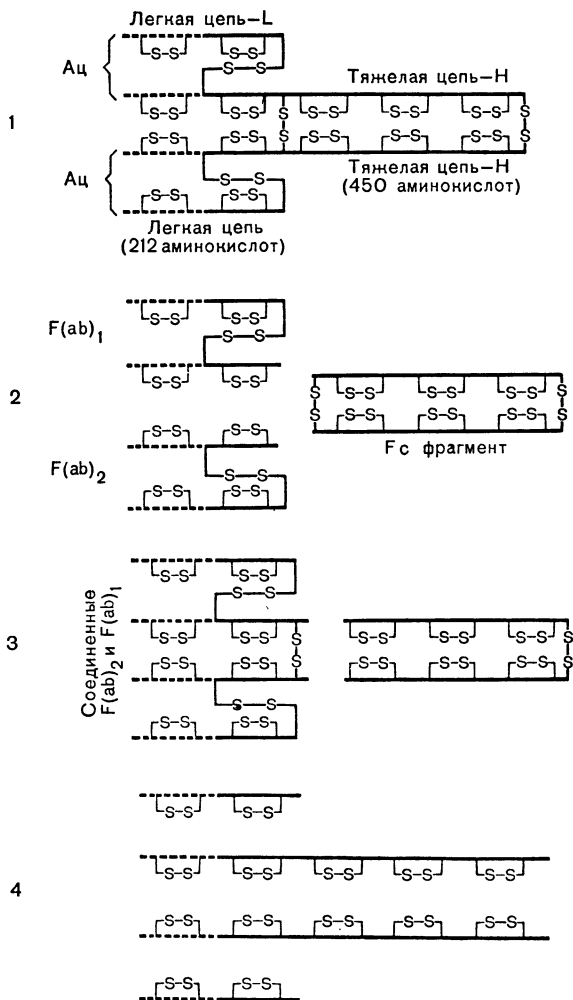 Легкая цепь–L
Ац
Тяжелая цепь–Н
1
Ац
Тяжелая цепь–Н
(450 аминокислот)
Легкая цепь
(212 аминокислот)
S–S
F(ab)₁
2
F(ab)₂
Fc фрагмент
3
Соединенные
F(ab)₂ и F(ab)₁
4